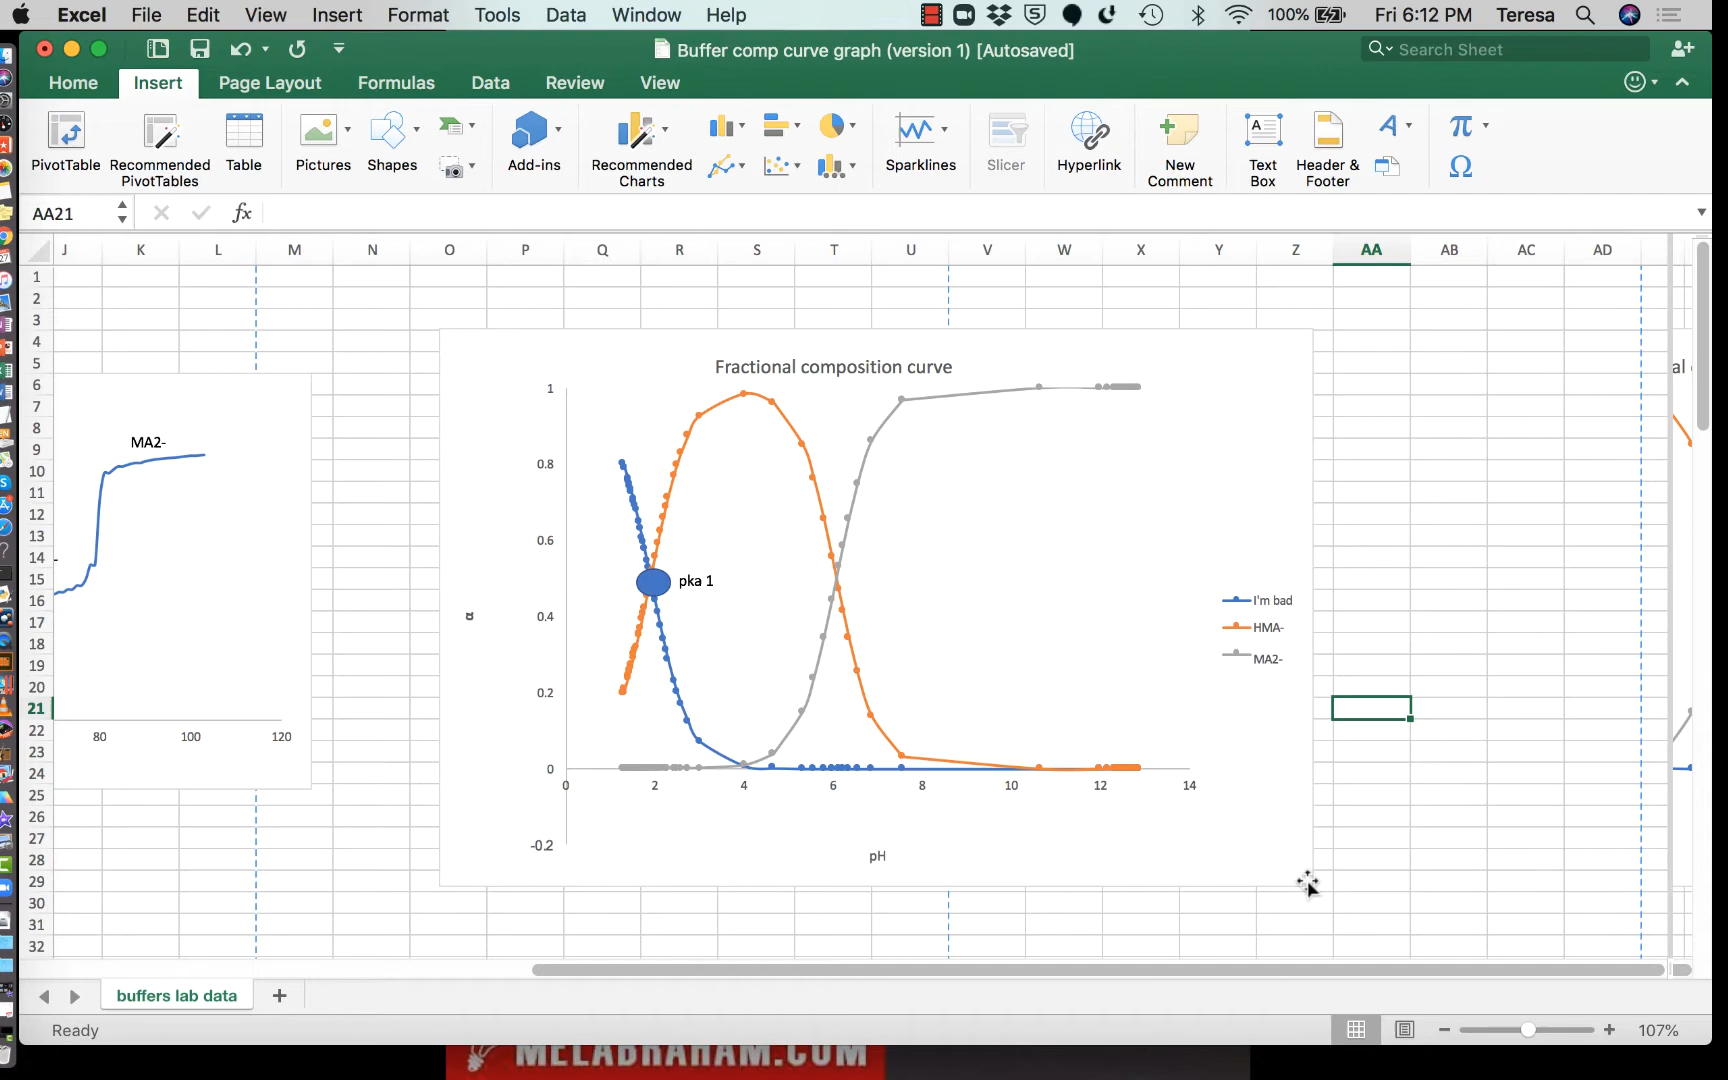 Excel File Edit View Insert Format Tools Data Window Help 100% Fri 6:12 PM Teresa
Buffer comp curve graph (version 1) [Autosaved]
Search Sheet
Home Insert Page Layout Formulas Data Review View
PivotTable Recommended PivotTables Table Pictures Shapes Add-ins Recommended Charts Sparklines Slicer Hyperlink New Comment Text Box Header & Footer
AA21 fx
J K L M N O P Q R S T U V W X Y Z AA AB AC AD
1
2
3
4
5
6
7
8
9
10
11
12
13
14
15
16
17
18
19
20
21
22
23
24
25
26
27
28
29
30
31
32
MA2-
80 100 120
Fractional composition curve
1
0.8
0.6
0.4
0.2
0
-0.2
α
pka 1
0 2 4 6 8 10 12 14
pH
I'm bad
HMA-
MA2-
al
buffers lab data
Ready
107%
MELABRAHAM.COM